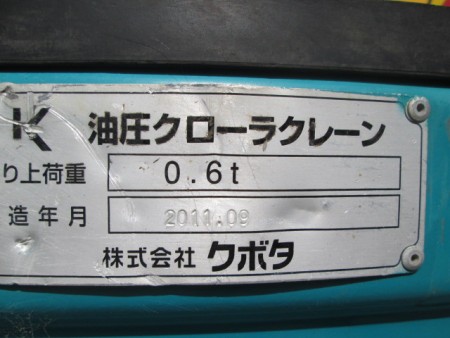 K 油圧クローラクレーン
り上荷重 0.6t
造年月 2011.09
株式会社 クボタ